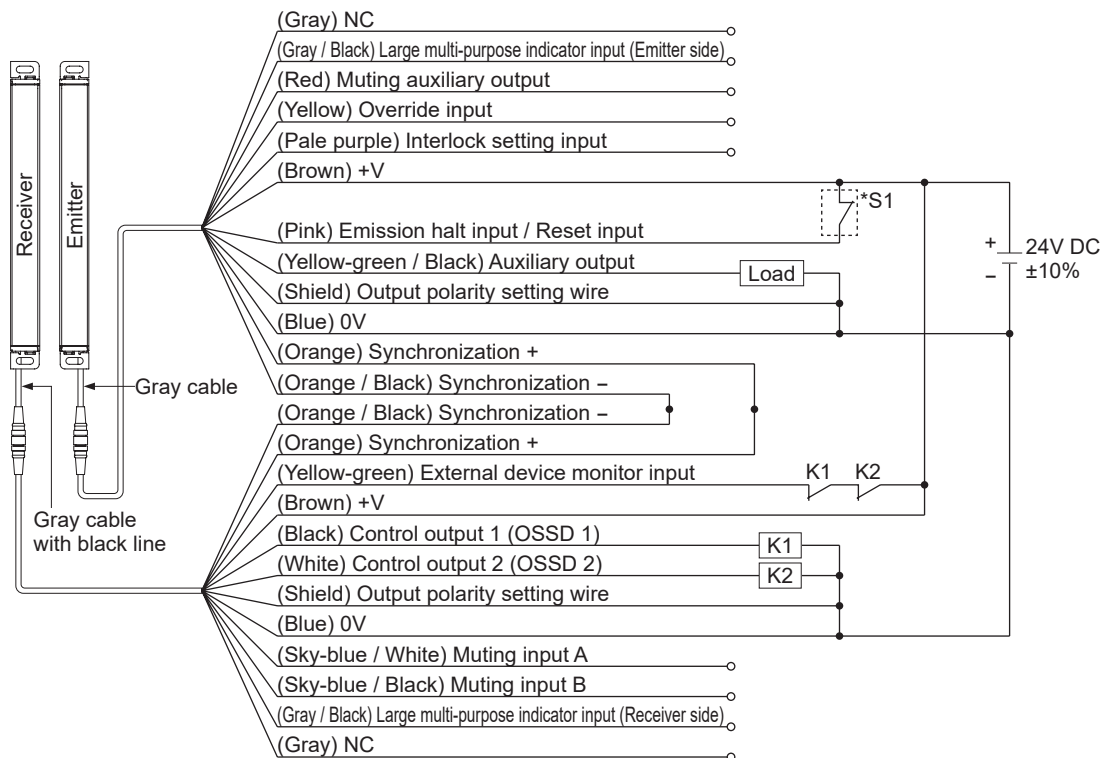 (Gray) NC
(Gray / Black) Large multi-purpose indicator input (Emitter side)
(Red) Muting auxiliary output
(Yellow) Override input
(Pale purple) Interlock setting input
(Brown) +V
*S1
(Pink) Emission halt input / Reset input
(Yellow-green / Black) Auxiliary output
Load
(Shield) Output polarity setting wire
(Blue) 0V
+
−
24V DC
±10%
Receiver
Emitter
(Orange) Synchronization +
(Orange / Black) Synchronization −
Gray cable
(Orange / Black) Synchronization −
(Orange) Synchronization +
(Yellow-green) External device monitor input
K1 K2
(Brown) +V
Gray cable
with black line
(Black) Control output 1 (OSSD 1)
K1
(White) Control output 2 (OSSD 2)
K2
(Shield) Output polarity setting wire
(Blue) 0V
(Sky-blue / White) Muting input A
(Sky-blue / Black) Muting input B
(Gray / Black) Large multi-purpose indicator input (Receiver side)
(Gray) NC